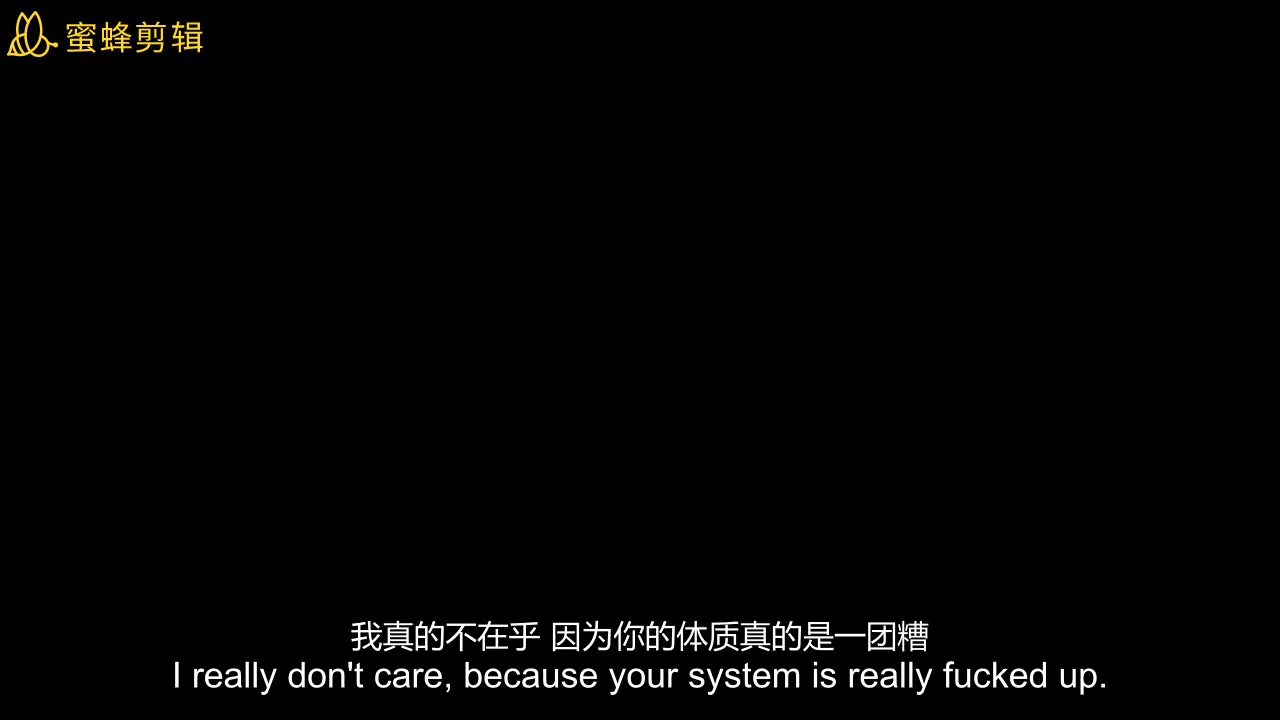 蜜蜂剪辑
我真的不在乎 因为你的体质真的是一团糟
I really don't care, because your system is really fucked up.